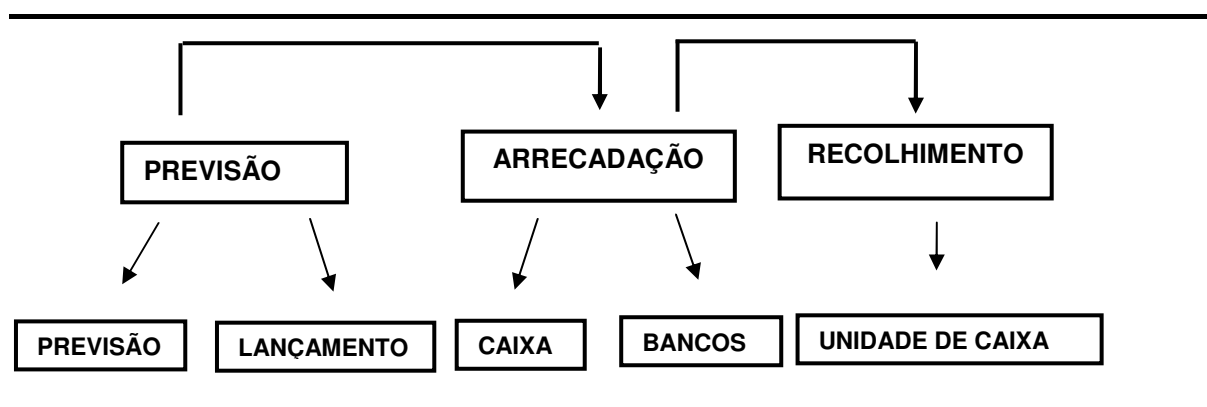 PREVISÃO
ARRECADAÇÃO
RECOLHIMENTO
PREVISÃO
LANÇAMENTO
CAIXA
BANCOS
UNIDADE DE CAIXA